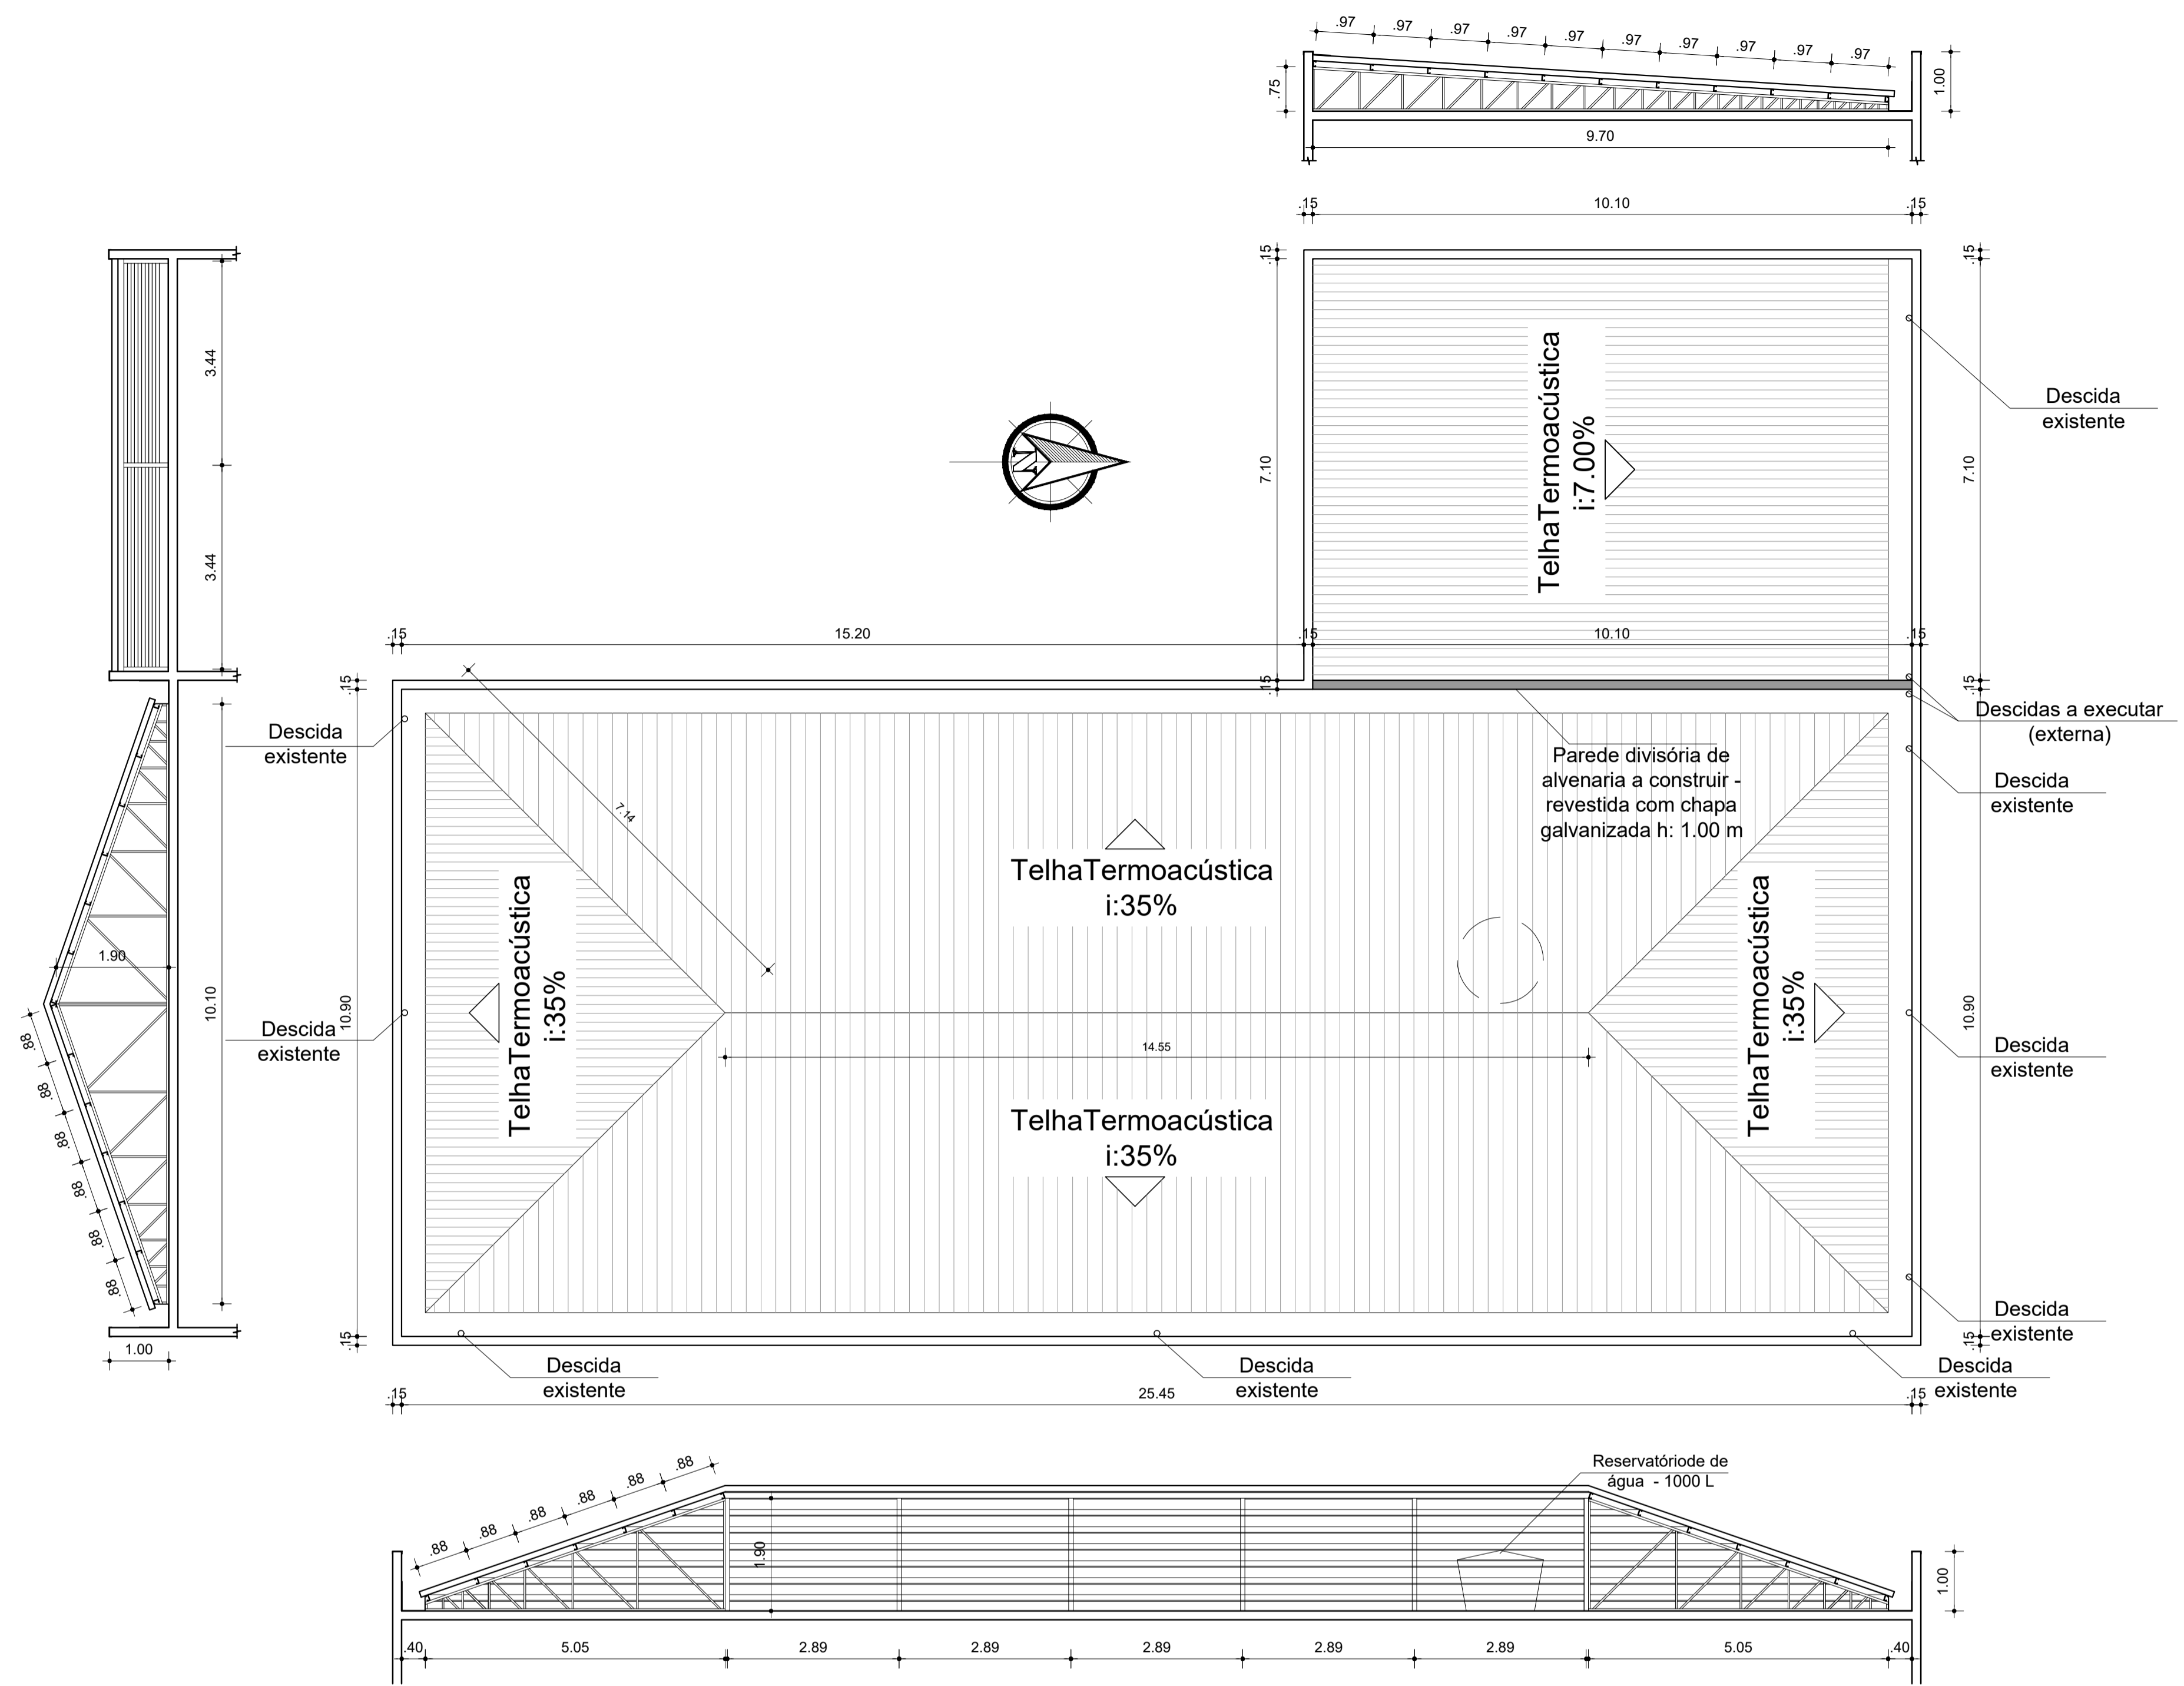 .97 .97 .97 .97 .97 .97 .97 .97 .97 .97
.75
1.00
9.70
.15 10.10 .15
.15
.15
3.44
3.44
7.10
7.10
N
TelhaTermoacústica
i:7.00%
Descida
existente
.15 15.20 .15 10.10 .15
.15
.15
.15
Descida
existente
Descidas a executar
(externa)
Parede divisória de
alvenaria a construir -
revestida com chapa
galvanizada h: 1.00 m
Descida
existente
7.14
TelhaTermoacústica
i:35%
TelhaTermoacústica
i:35%
TelhaTermoacústica
i:35%
1.90
10.10
10.90
10.90
Descida
existente
Descida
existente
14.55
.88
.88
.88
.88
.88
.88
TelhaTermoacústica
i:35%
Descida
existente
.15
.15
1.00
Descida
existente
Descida
existente
Descida
existente
.15 25.45 .15
.88 .88 .88 .88 .88 .88
Reservatóriode de
água - 1000 L
1.90
1.00
.40 5.05 2.89 2.89 2.89 2.89 2.89 5.05 .40